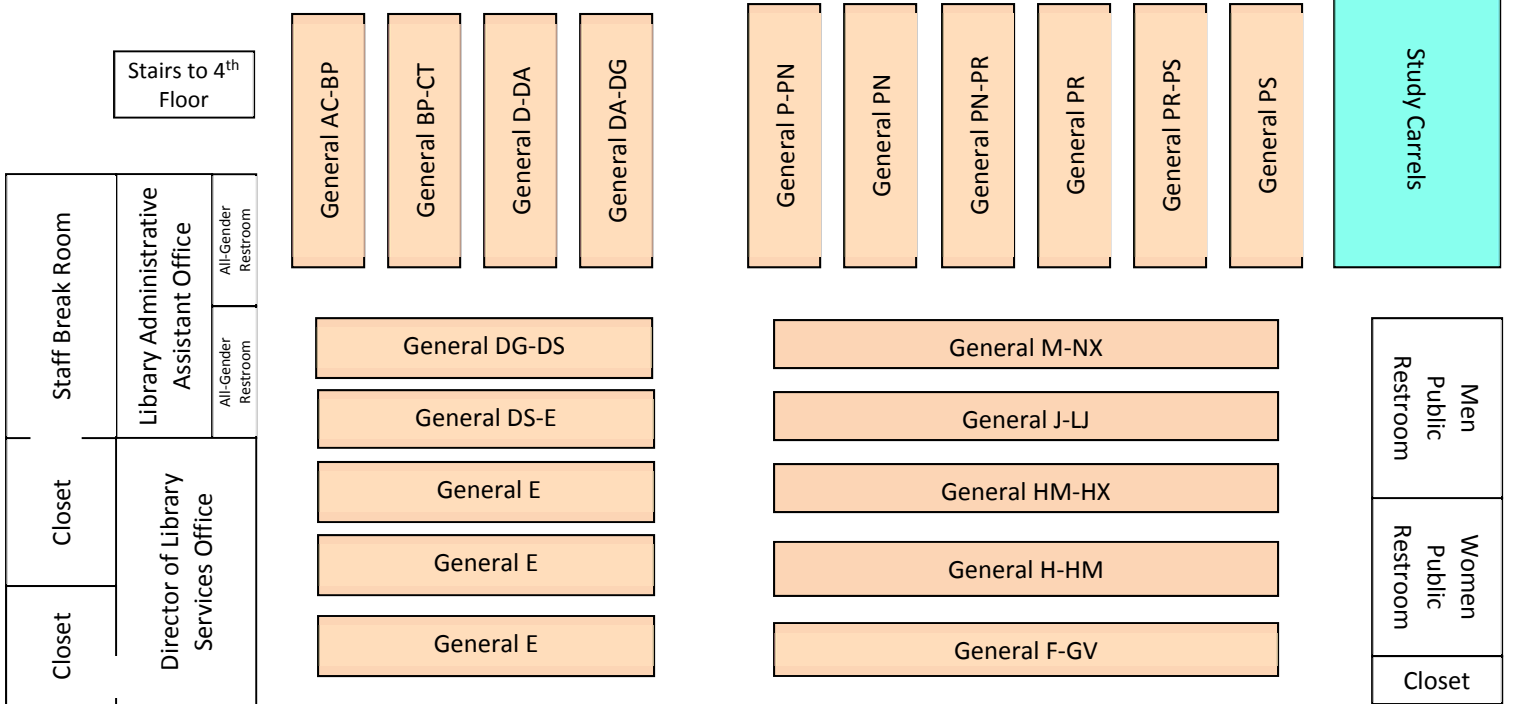 Stairs to 4th
Floor
General AC-BP
General BP-CT
General D-DA
General DA-DG
General P-PN
General PN
General PN-PR
General PR
General PR-PS
General PS
Study Carrels
Staff Break Room
Library Administrative
Assistant Office
All-Gender
Restroom
All-Gender
Restroom
General DG-DS
General DS-E
General E
General E
General E
General M-NX
General J-LJ
General HM-HX
General H-HM
General F-GV
Men
Public
Restroom
Women
Public
Restroom
Closet
Closet
Closet
Director of Library
Services Office